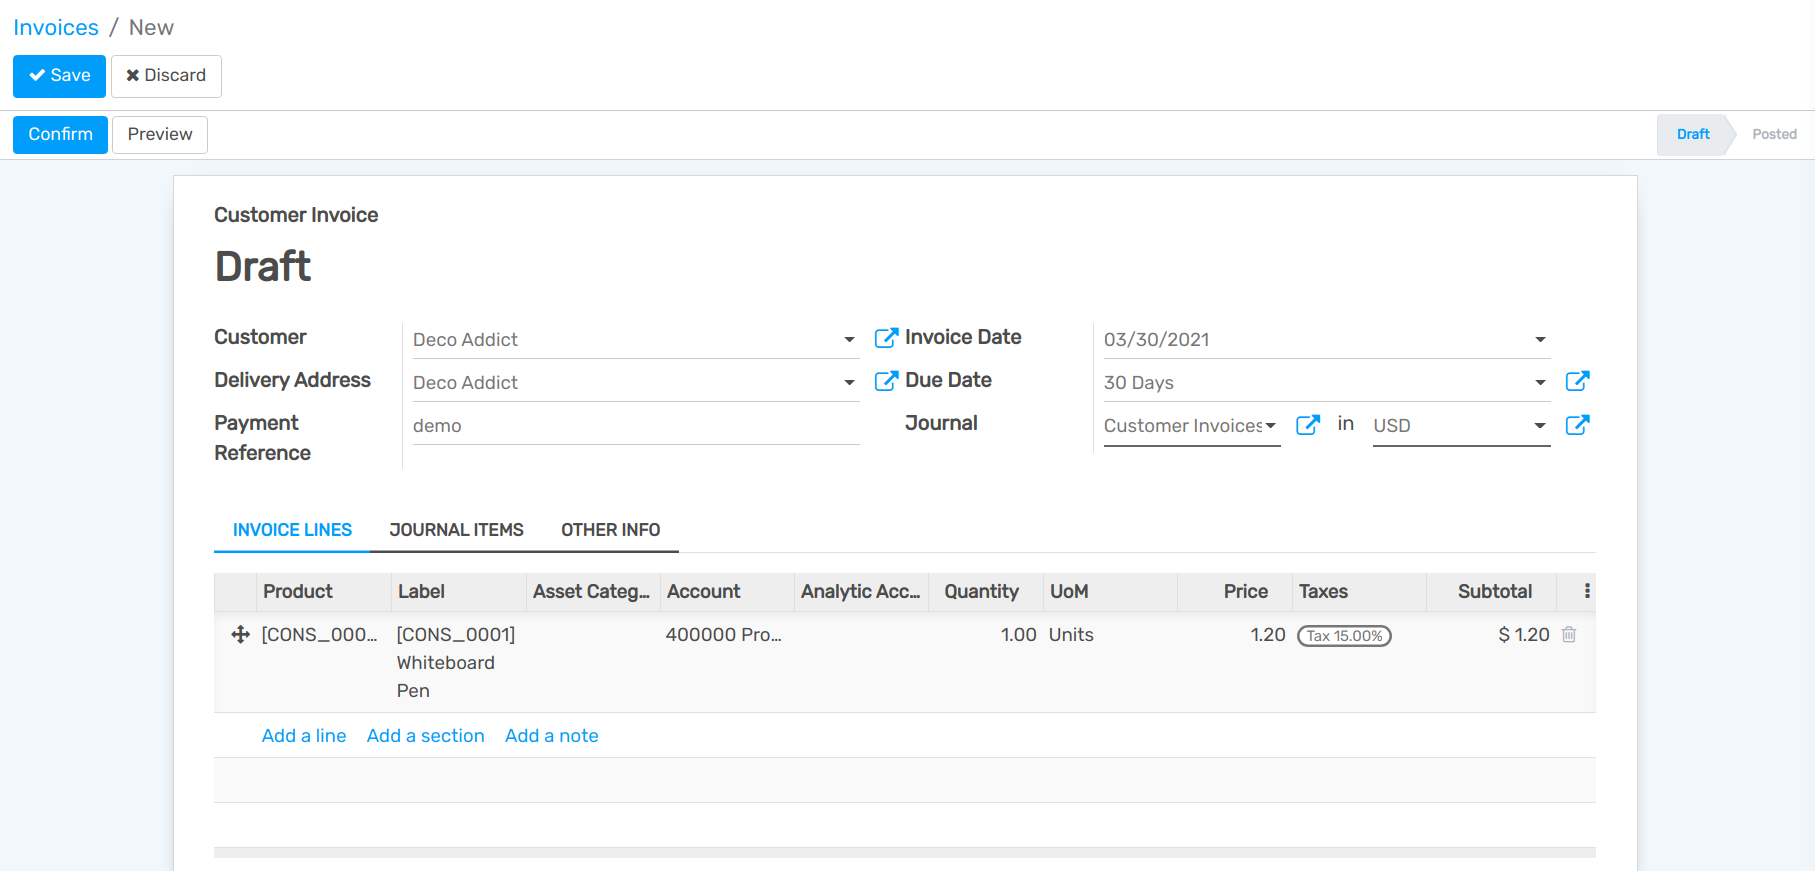 Invoices / New
Save Discard
Confirm Preview Draft Posted
Customer Invoice
Draft
Customer Deco Addict Invoice Date 03/30/2021
Delivery Address Deco Addict Due Date 30 Days
Payment Reference demo Journal Customer Invoices in USD
INVOICE LINES JOURNAL ITEMS OTHER INFO
Product Label Asset Categ... Account Analytic Acc... Quantity UoM Price Taxes Subtotal
[CONS_000... [CONS_0001] 400000 Pro... 1.00 Units 1.20 Tax 15.00% $ 1.20
Whiteboard
Pen
Add a line Add a section Add a note